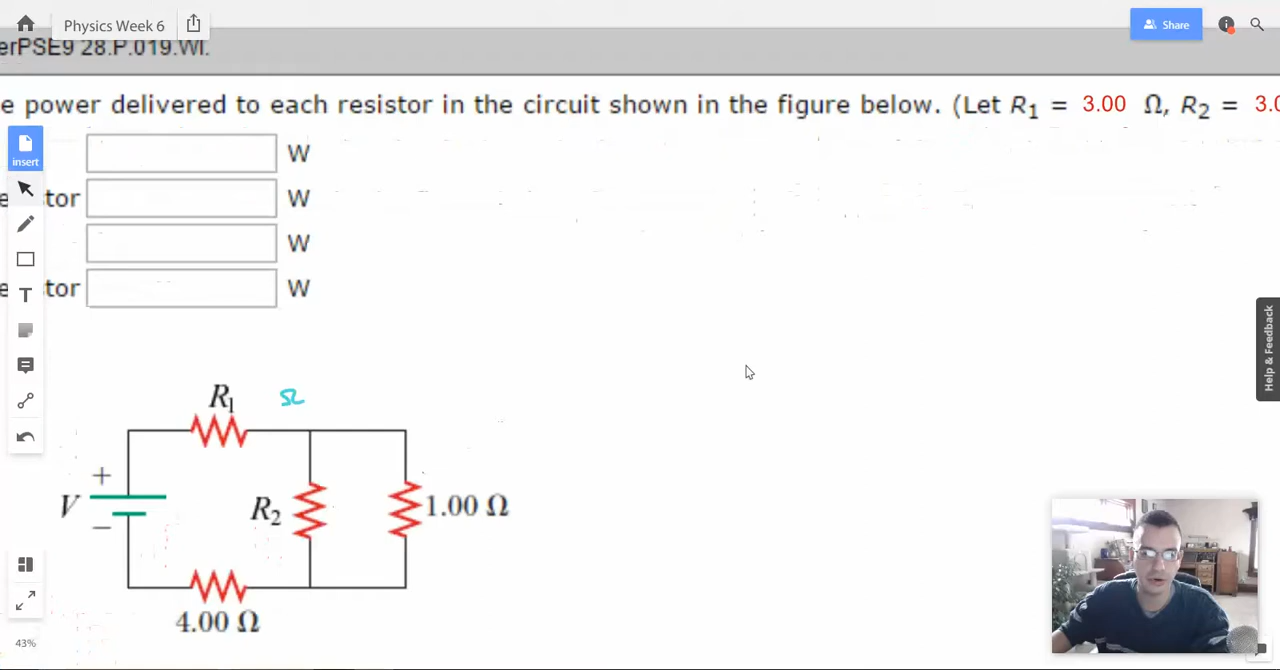 Physics Week 6
Share
erPSE9 28.P.019.WI.
e power delivered to each resistor in the circuit shown in the figure below. (Let R1 = 3.00 Ω, R2 = 3.0
insert
W
tor W
W
tor W
T
R1 Ω
+
V
−
R2
1.00 Ω
4.00 Ω
Help & Feedback
43%